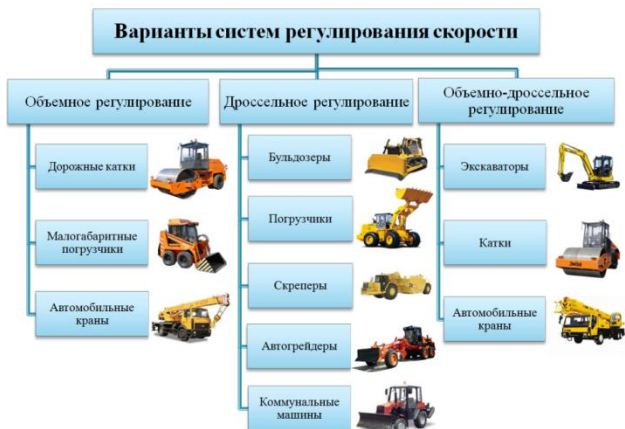 Варианты систем регулирования скорости
Объемное регулирование
Дорожные катки
Малогабаритные
погрузчики
Автомобильные
краны
Дроссельное регулирование
Бульдозеры
Погрузчики
Скреперы
Автогрейдеры
Коммунальные
машины
Объемно-дроссельное
регулирование
Экскаваторы
Катки
Автомобильные
краны